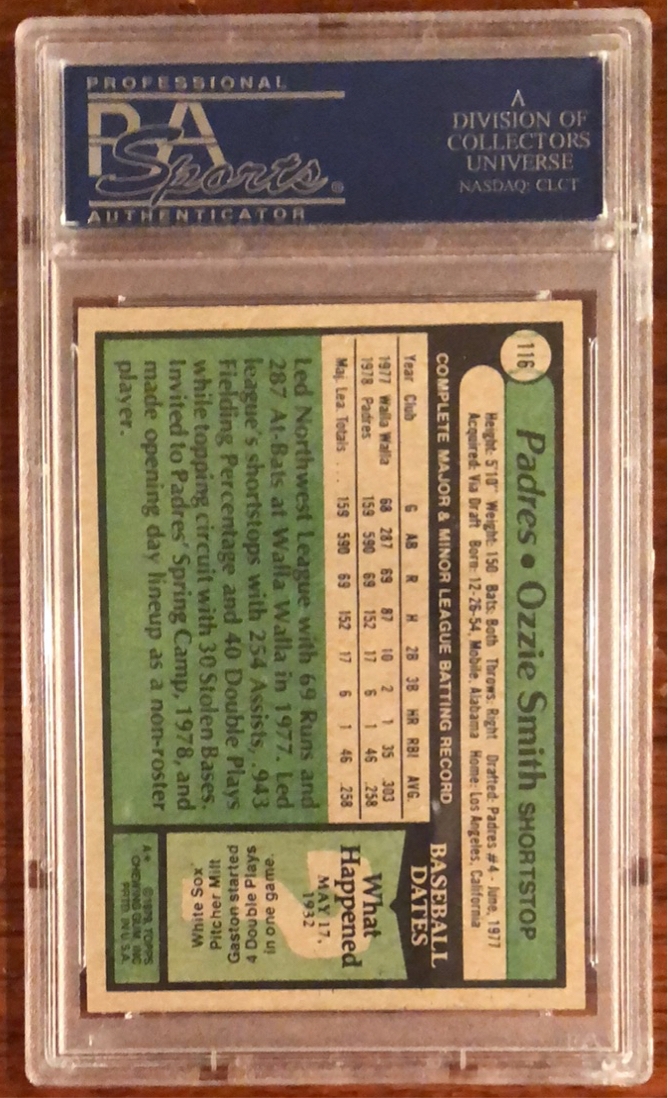 PROFESSIONAL
PSA
Sports®
AUTHENTICATOR
A
DIVISION OF
COLLECTORS
UNIVERSE
NASDAQ: CLCT
116
Padres • Ozzie Smith SHORTSTOP
Height: 5'10" Weight: 150 Bats: Both Throws: Right Drafted: Padres #4 - June, 1977
Acquired: Via Draft Born: 12-26-54, Mobile, Alabama Home: Los Angeles, California
COMPLETE MAJOR & MINOR LEAGUE BATTING RECORD
Year Club G AB R H 2B 3B HR RBI AVG.
1977 Walla Walla 68 287 69 87 10 2 1 35 .303
1978 Padres 159 590 69 152 17 6 1 46 .258
Maj. Lea. Totals . . . 159 590 69 152 17 6 1 46 .258
Led Northwest League with 69 Runs and
287 At-Bats at Walla Walla in 1977. Led
league's shortstops with 254 Assists, .943
Fielding Percentage and 40 Double Plays
while topping circuit with 30 Stolen Bases.
Invited to Padres' Spring Camp, 1978, and
made opening day lineup as a non-roster
player.
BASEBALL
DATES
What
Happened
MAY 17,
1932
?
White Sox'
Pitcher Milt
Gaston started
4 Double Plays
in one game.
A* ©1979, TOPPS
CHEWING GUM, INC.
PRTD. IN U.S.A.